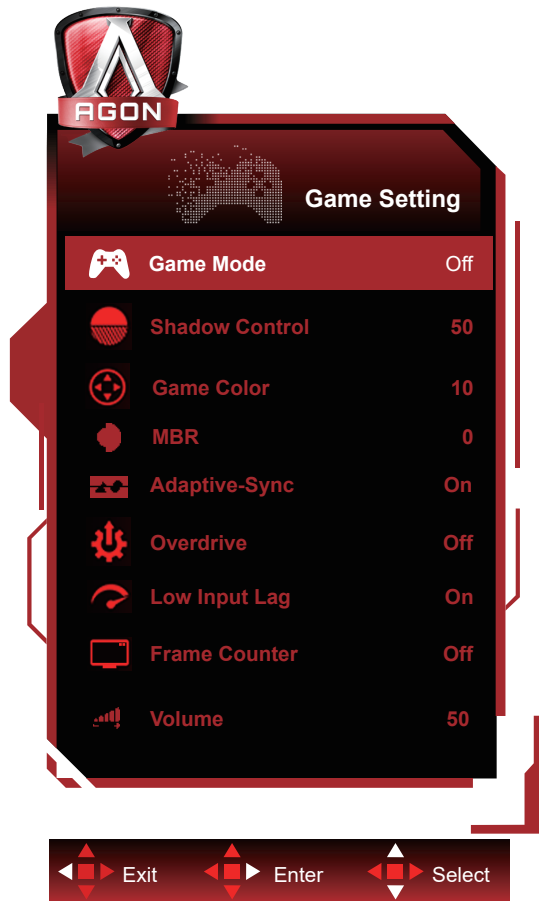 AGON
Game Setting
Game Mode Off
Shadow Control 50
Game Color 10
MBR 0
Adaptive-Sync On
Overdrive Off
Low Input Lag On
Frame Counter Off
Volume 50
Exit Enter Select